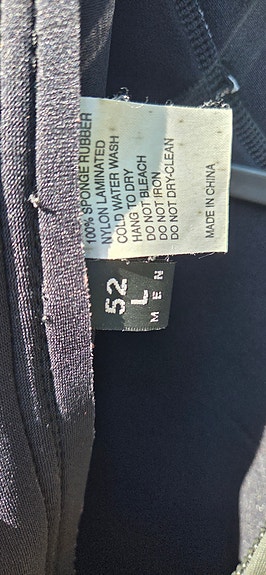 100% SPONGE RUBBER
NYLON LAMINATED
COLD WATER WASH
HANG TO DRY
DO NOT BLEACH
DO NOT IRON
DO NOT DRY-CLEAN
MADE IN CHINA
52
L
MEN